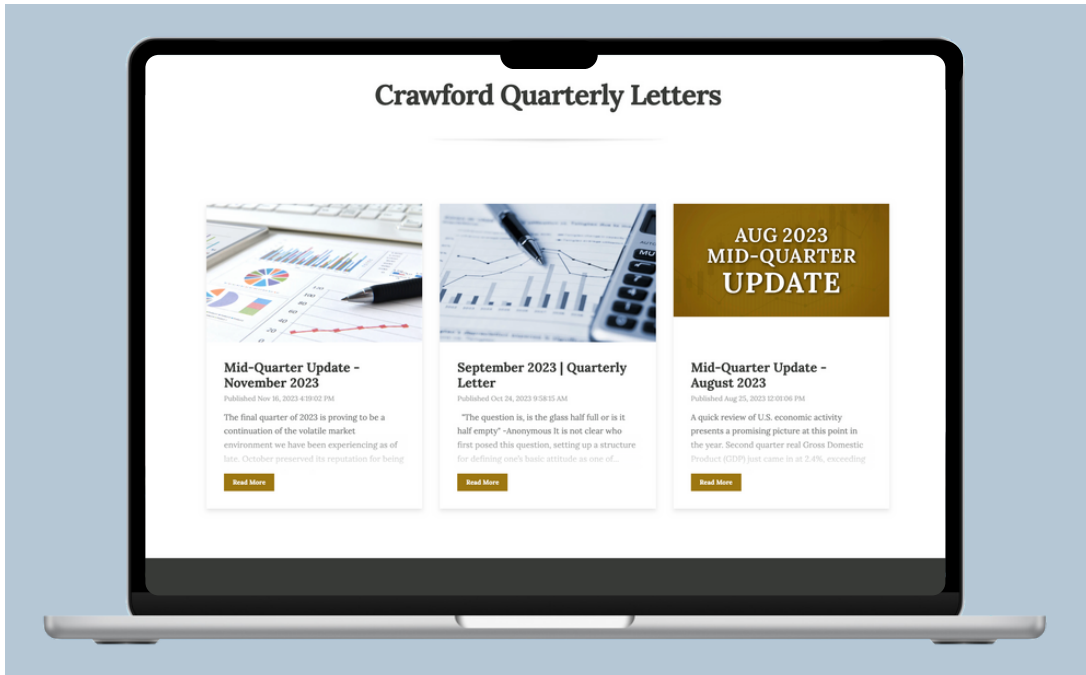 Crawford Quarterly Letters
Mid-Quarter Update -
November 2023
Published Nov 16, 2023 4:19:02 PM
The final quarter of 2023 is proving to be a
continuation of the volatile market
environment we have been experiencing as of
late. October preserved its reputation for being
Read More
September 2023 | Quarterly
Letter
Published Oct 24, 2023 9:58:15 AM
"The question is, is the glass half full or is it
half empty" -Anonymous It is not clear who
first posed this question, setting up a structure
for defining one's basic attitude as one of...
Read More
AUG 2023
MID-QUARTER
UPDATE
Mid-Quarter Update -
August 2023
Published Aug 25, 2023 12:01:06 PM
A quick review of U.S. economic activity
presents a promising picture at this point in
the year. Second quarter real Gross Domestic
Product (GDP) just came in at 2.4%, exceeding
Read More